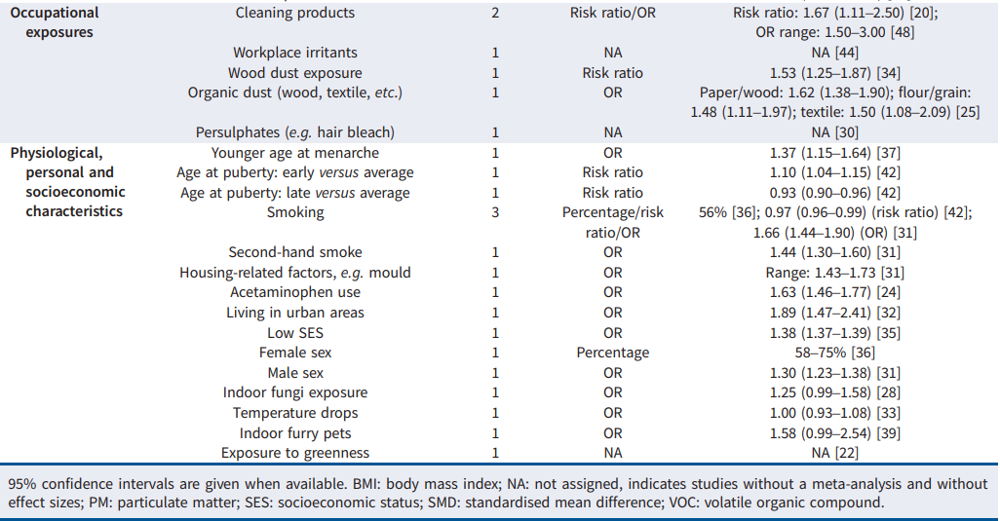 Occupational exposures Cleaning products 2 Risk ratio/OR Risk ratio: 1.67 (1.11–2.50) [20]; OR range: 1.50–3.00 [48]
Workplace irritants 1 NA NA [44]
Wood dust exposure 1 Risk ratio 1.53 (1.25–1.87) [34]
Organic dust (wood, textile, etc.) 1 OR Paper/wood: 1.62 (1.38–1.90); flour/grain: 1.48 (1.11–1.97); textile: 1.50 (1.08–2.09) [25]
Persulphates (e.g. hair bleach) 1 NA NA [30]
Physiological, personal and socioeconomic characteristics Younger age at menarche 1 OR 1.37 (1.15–1.64) [37]
Age at puberty: early versus average 1 Risk ratio 1.10 (1.04–1.15) [42]
Age at puberty: late versus average 1 Risk ratio 0.93 (0.90–0.96) [42]
Smoking 3 Percentage/risk ratio/OR 56% [36]; 0.97 (0.96–0.99) (risk ratio) [42]; 1.66 (1.44–1.90) (OR) [31]
Second-hand smoke 1 OR 1.44 (1.30–1.60) [31]
Housing-related factors, e.g. mould 1 OR Range: 1.43–1.73 [31]
Acetaminophen use 1 OR 1.63 (1.46–1.77) [24]
Living in urban areas 1 OR 1.89 (1.47–2.41) [32]
Low SES 1 OR 1.38 (1.37–1.39) [35]
Female sex 1 Percentage 58–75% [36]
Male sex 1 OR 1.30 (1.23–1.38) [31]
Indoor fungi exposure 1 OR 1.25 (0.99–1.58) [28]
Temperature drops 1 OR 1.00 (0.93–1.08) [33]
Indoor furry pets 1 OR 1.58 (0.99–2.54) [39]
Exposure to greenness 1 NA NA [22]
95% confidence intervals are given when available. BMI: body mass index; NA: not assigned, indicates studies without a meta-analysis and without
effect sizes; PM: particulate matter; SES: socioeconomic status; SMD: standardised mean difference; VOC: volatile organic compound.